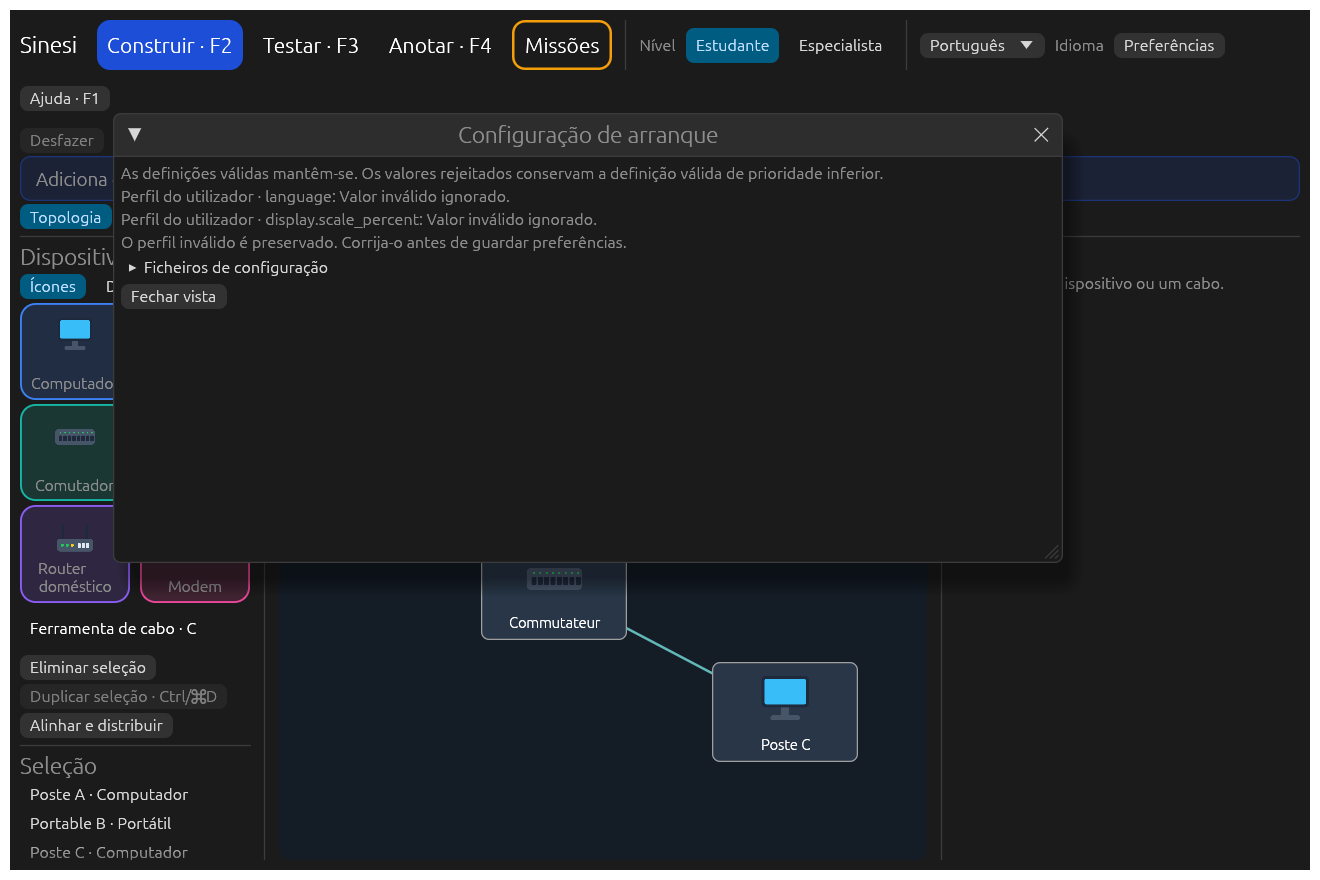 Sinesi Construir · F2 Testar · F3 Anotar · F4 Missões Nível Estudante Especialista Português Idioma Preferências
Ajuda · F1
Desfazer
Configuração de arranque
Adiciona
As definições válidas mantêm-se. Os valores rejeitados conservam a definição válida de prioridade inferior.
Perfil do utilizador · language: Valor inválido ignorado.
Perfil do utilizador · display.scale_percent: Valor inválido ignorado.
O perfil inválido é preservado. Corrija-o antes de guardar preferências.
Ficheiros de configuração
Fechar vista
Topologia
Dispositiv
Ícones D
ispositivo ou um cabo.
Computado
Comutador
Router
doméstico
Modem
Ferramenta de cabo · C
Eliminar seleção
Duplicar seleção · Ctrl/⌘D
Alinhar e distribuir
Seleção
Poste A · Computador
Portable B · Portátil
Poste C · Computador
Commutateur
Poste C